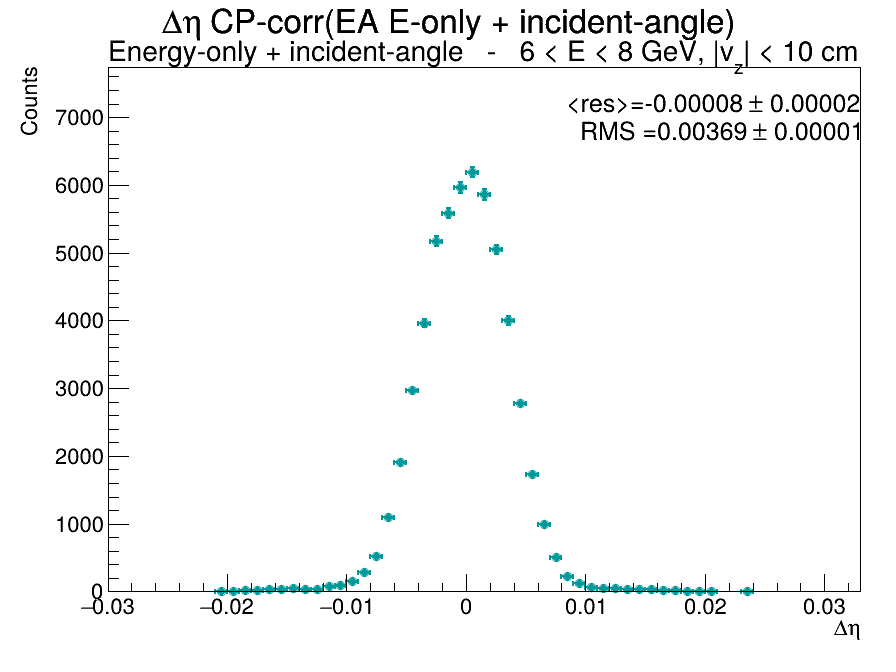 Δη CP-corr(EA E-only + incident-angle)
Energy-only + incident-angle - 6 < E < 8 GeV, |v_z| < 10 cm
<res>=-0.00008 ± 0.00002
RMS =0.00369 ± 0.00001
Counts
7000
6000
5000
4000
3000
2000
1000
0
−0.03 −0.02 −0.01 0 0.01 0.02 0.03
Δη